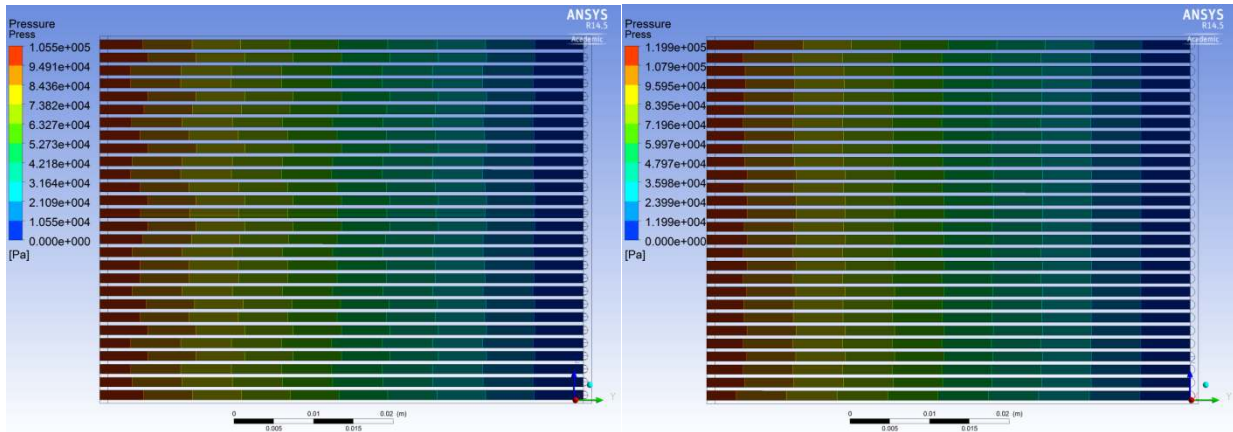 ANSYS
R14.5
Academic
Pressure
Press
1.055e+005
9.491e+004
8.436e+004
7.382e+004
6.327e+004
5.273e+004
4.218e+004
3.164e+004
2.109e+004
1.055e+004
0.000e+000
[Pa]
Y
0 0.01 0.02 (m)
0.005 0.015
ANSYS
R14.5
Academic
Pressure
Press
1.199e+005
1.079e+005
9.595e+004
8.395e+004
7.196e+004
5.997e+004
4.797e+004
3.598e+004
2.399e+004
1.199e+004
0.000e+000
[Pa]
Y
0 0.01 0.02 (m)
0.005 0.015